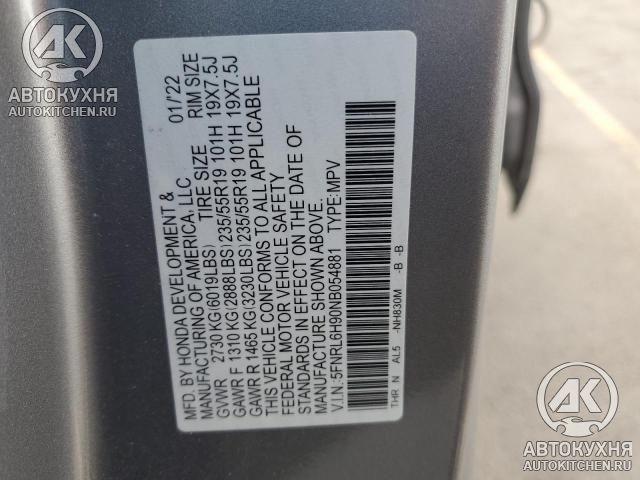 MFD. BY HONDA DEVELOPMENT &
MANUFACTURING OF AMERICA, LLC 01/22
TIRE SIZE RIM SIZE
GVWR 2730 KG(6019LBS)
GAWR F 1310 KG(2888LBS) 235/55R19 101H 19X7.5J
GAWR R 1465 KG(3230LBS) 235/55R19 101H 19X7.5J
THIS VEHICLE CONFORMS TO ALL APPLICABLE
FEDERAL MOTOR VEHICLE SAFETY
STANDARDS IN EFFECT ON THE DATE OF
MANUFACTURE SHOWN ABOVE.
V.I.N.:5FNRL6H90NB054881 TYPE:MPV
THR N AL5 -NH830M -B -B
АК
АВТОКУХНЯ
AUTOKITCHEN.RU
АК
АВТОКУХНЯ
AUTOKITCHEN.RU